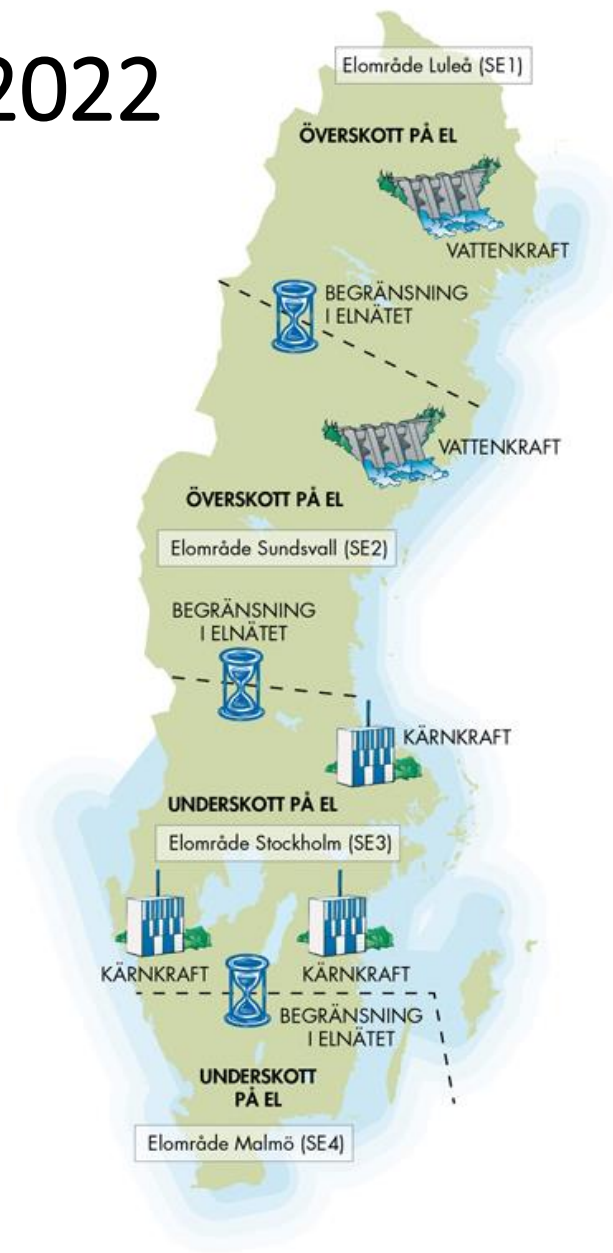 2022
Elområde Luleå (SE1)
ÖVERSKOTT PÅ EL
VATTENKRAFT
BEGRÄNSNING
I ELNÄTET
VATTENKRAFT
ÖVERSKOTT PÅ EL
Elområde Sundsvall (SE2)
BEGRÄNSNING
I ELNÄTET
KÄRNKRAFT
UNDERSKOTT PÅ EL
Elområde Stockholm (SE3)
KÄRNKRAFT
KÄRNKRAFT
BEGRÄNSNING
I ELNÄTET
UNDERSKOTT
PÅ EL
Elområde Malmö (SE4)